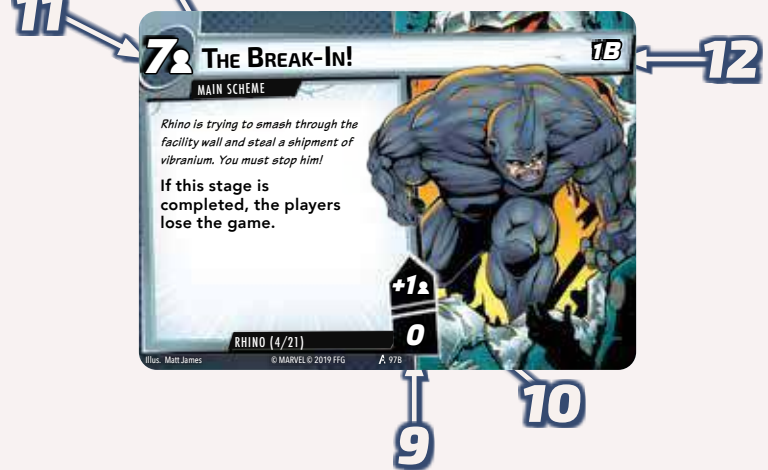 11
7
THE BREAK-IN!
1B
12
MAIN SCHEME
Rhino is trying to smash through the
facility wall and steal a shipment of
vibranium. You must stop him!
If this stage is
completed, the players
lose the game.
+1
0
RHINO (4/21)
Illus. Matt James
© MARVEL © 2019 FFG
97B
10
9